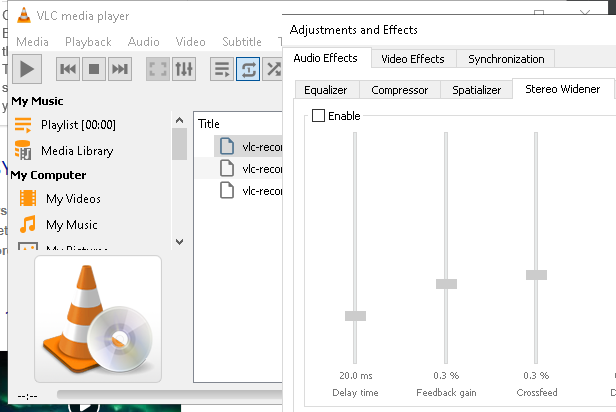 VLC media player
Media Playback Audio Video Subtitle
My Music
Playlist [00:00]
Media Library
My Computer
My Videos
My Music
My Pictures
Title
vlc-recor
vlc-recor
vlc-recor
--:--
Adjustments and Effects
Audio Effects Video Effects Synchronization
Equalizer Compressor Spatializer Stereo Widener
Enable
20.0 ms 0.3 % 0.3 %
Delay time Feedback gain Crossfeed